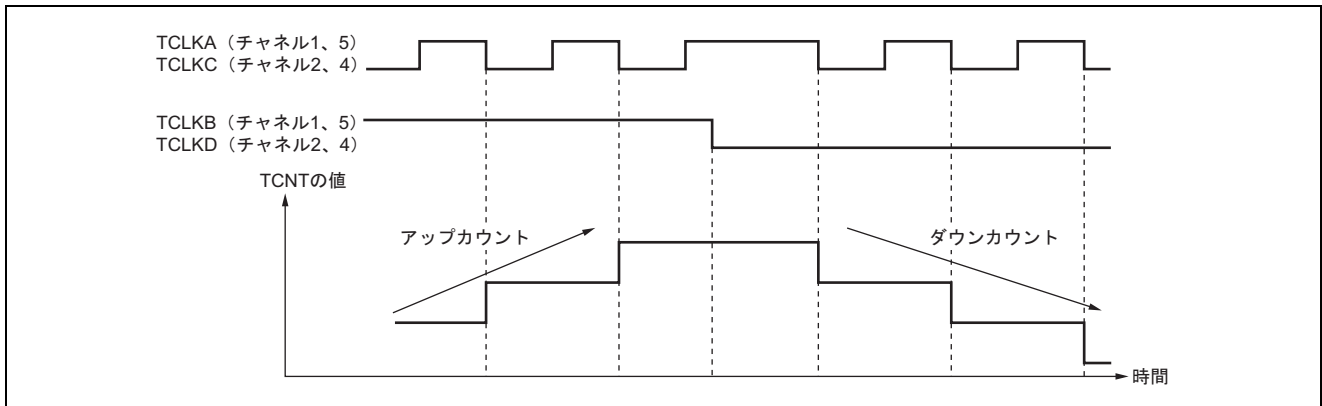 TCLKA（チャネル1、5）
TCLKC（チャネル2、4）
TCLKB（チャネル1、5）
TCLKD（チャネル2、4）
TCNTの値
アップカウント
ダウンカウント
時間